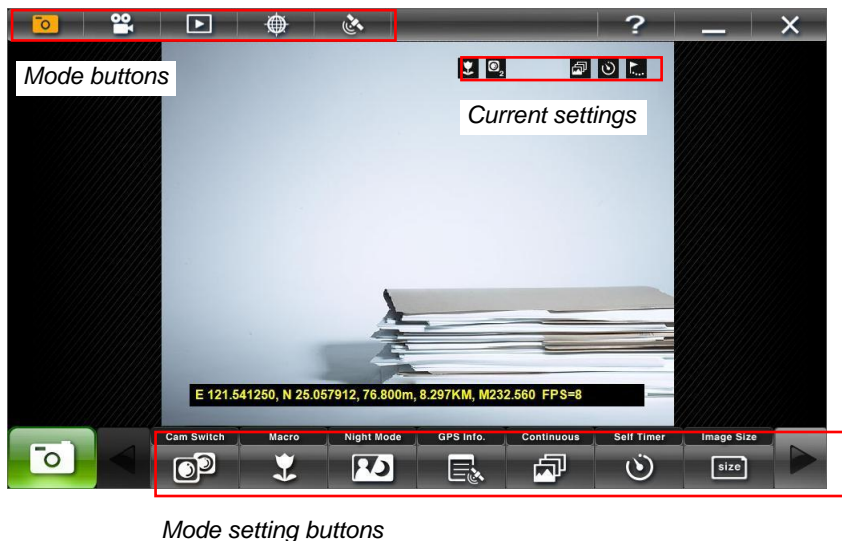 ?
Mode buttons
2
Current settings
E 121.541250, N 25.057912, 76.800m, 8.297KM, M232.560 FPS=8
Cam Switch Macro Night Mode GPS Info. Continuous Self Timer Image Size
size
Mode setting buttons